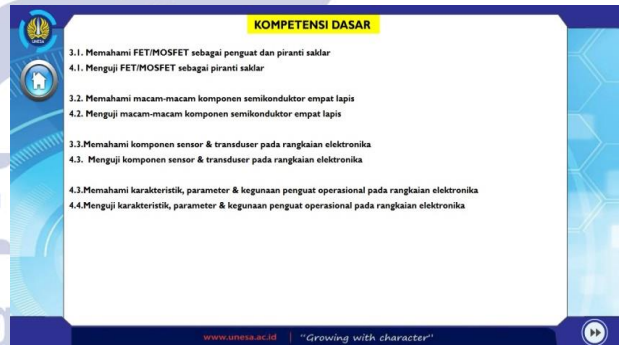 UNESA
KOMPETENSI DASAR
3.1. Memahami FET/MOSFET sebagai penguat dan piranti saklar
4.1. Menguji FET/MOSFET sebagai piranti saklar
3.2. Memahami macam-macam komponen semikonduktor empat lapis
4.2. Menguji macam-macam komponen semikonduktor empat lapis
3.3.Memahami komponen sensor & transduser pada rangkaian elektronika
4.3. Menguji komponen sensor & transduser pada rangkaian elektronika
4.3.Memahami karakteristik, parameter & kegunaan penguat operasional pada rangkaian elektronika
4.4.Menguji karakteristik, parameter & kegunaan penguat operasional pada rangkaian elektronika
www.unesa.ac.id | "Growing with character"